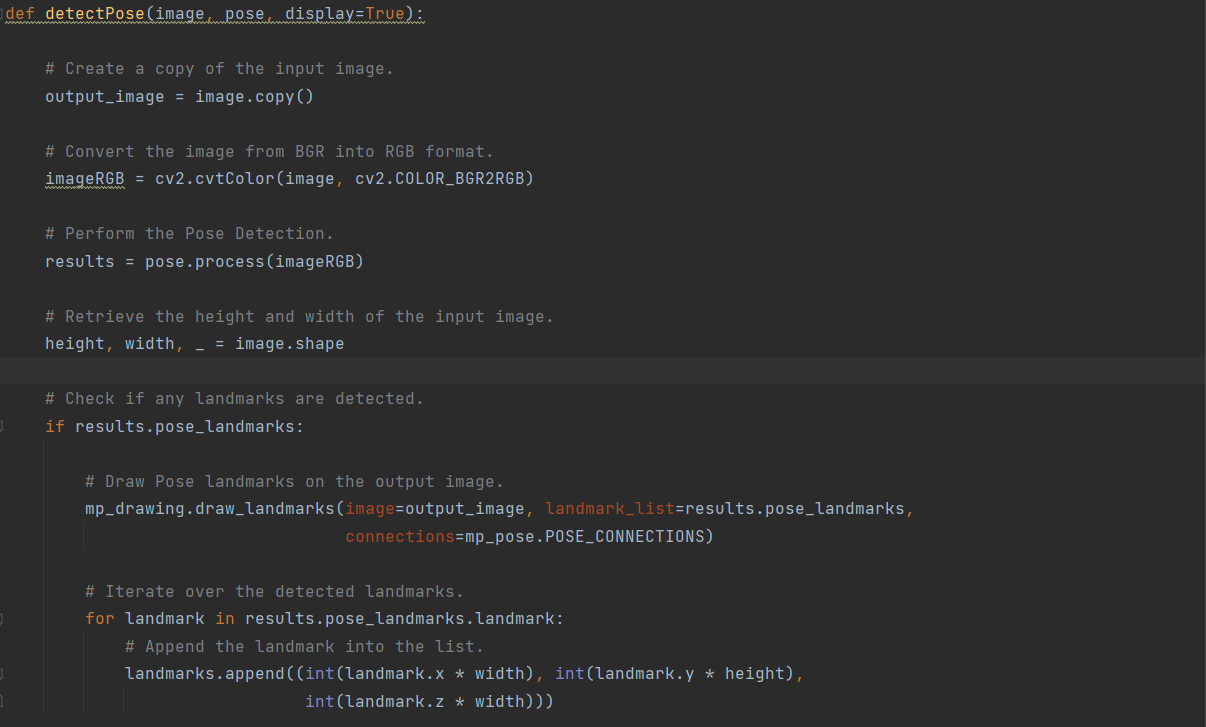 def detectPose(image, pose, display=True):
# Create a copy of the input image.
output_image = image.copy()
# Convert the image from BGR into RGB format.
imageRGB = cv2.cvtColor(image, cv2.COLOR_BGR2RGB)
# Perform the Pose Detection.
results = pose.process(imageRGB)
# Retrieve the height and width of the input image.
height, width, _ = image.shape
# Check if any landmarks are detected.
if results.pose_landmarks:
# Draw Pose landmarks on the output image.
mp_drawing.draw_landmarks(image=output_image, landmark_list=results.pose_landmarks,
connections=mp_pose.POSE_CONNECTIONS)
# Iterate over the detected landmarks.
for landmark in results.pose_landmarks.landmark:
# Append the landmark into the list.
landmarks.append((int(landmark.x * width), int(landmark.y * height),
int(landmark.z * width)))